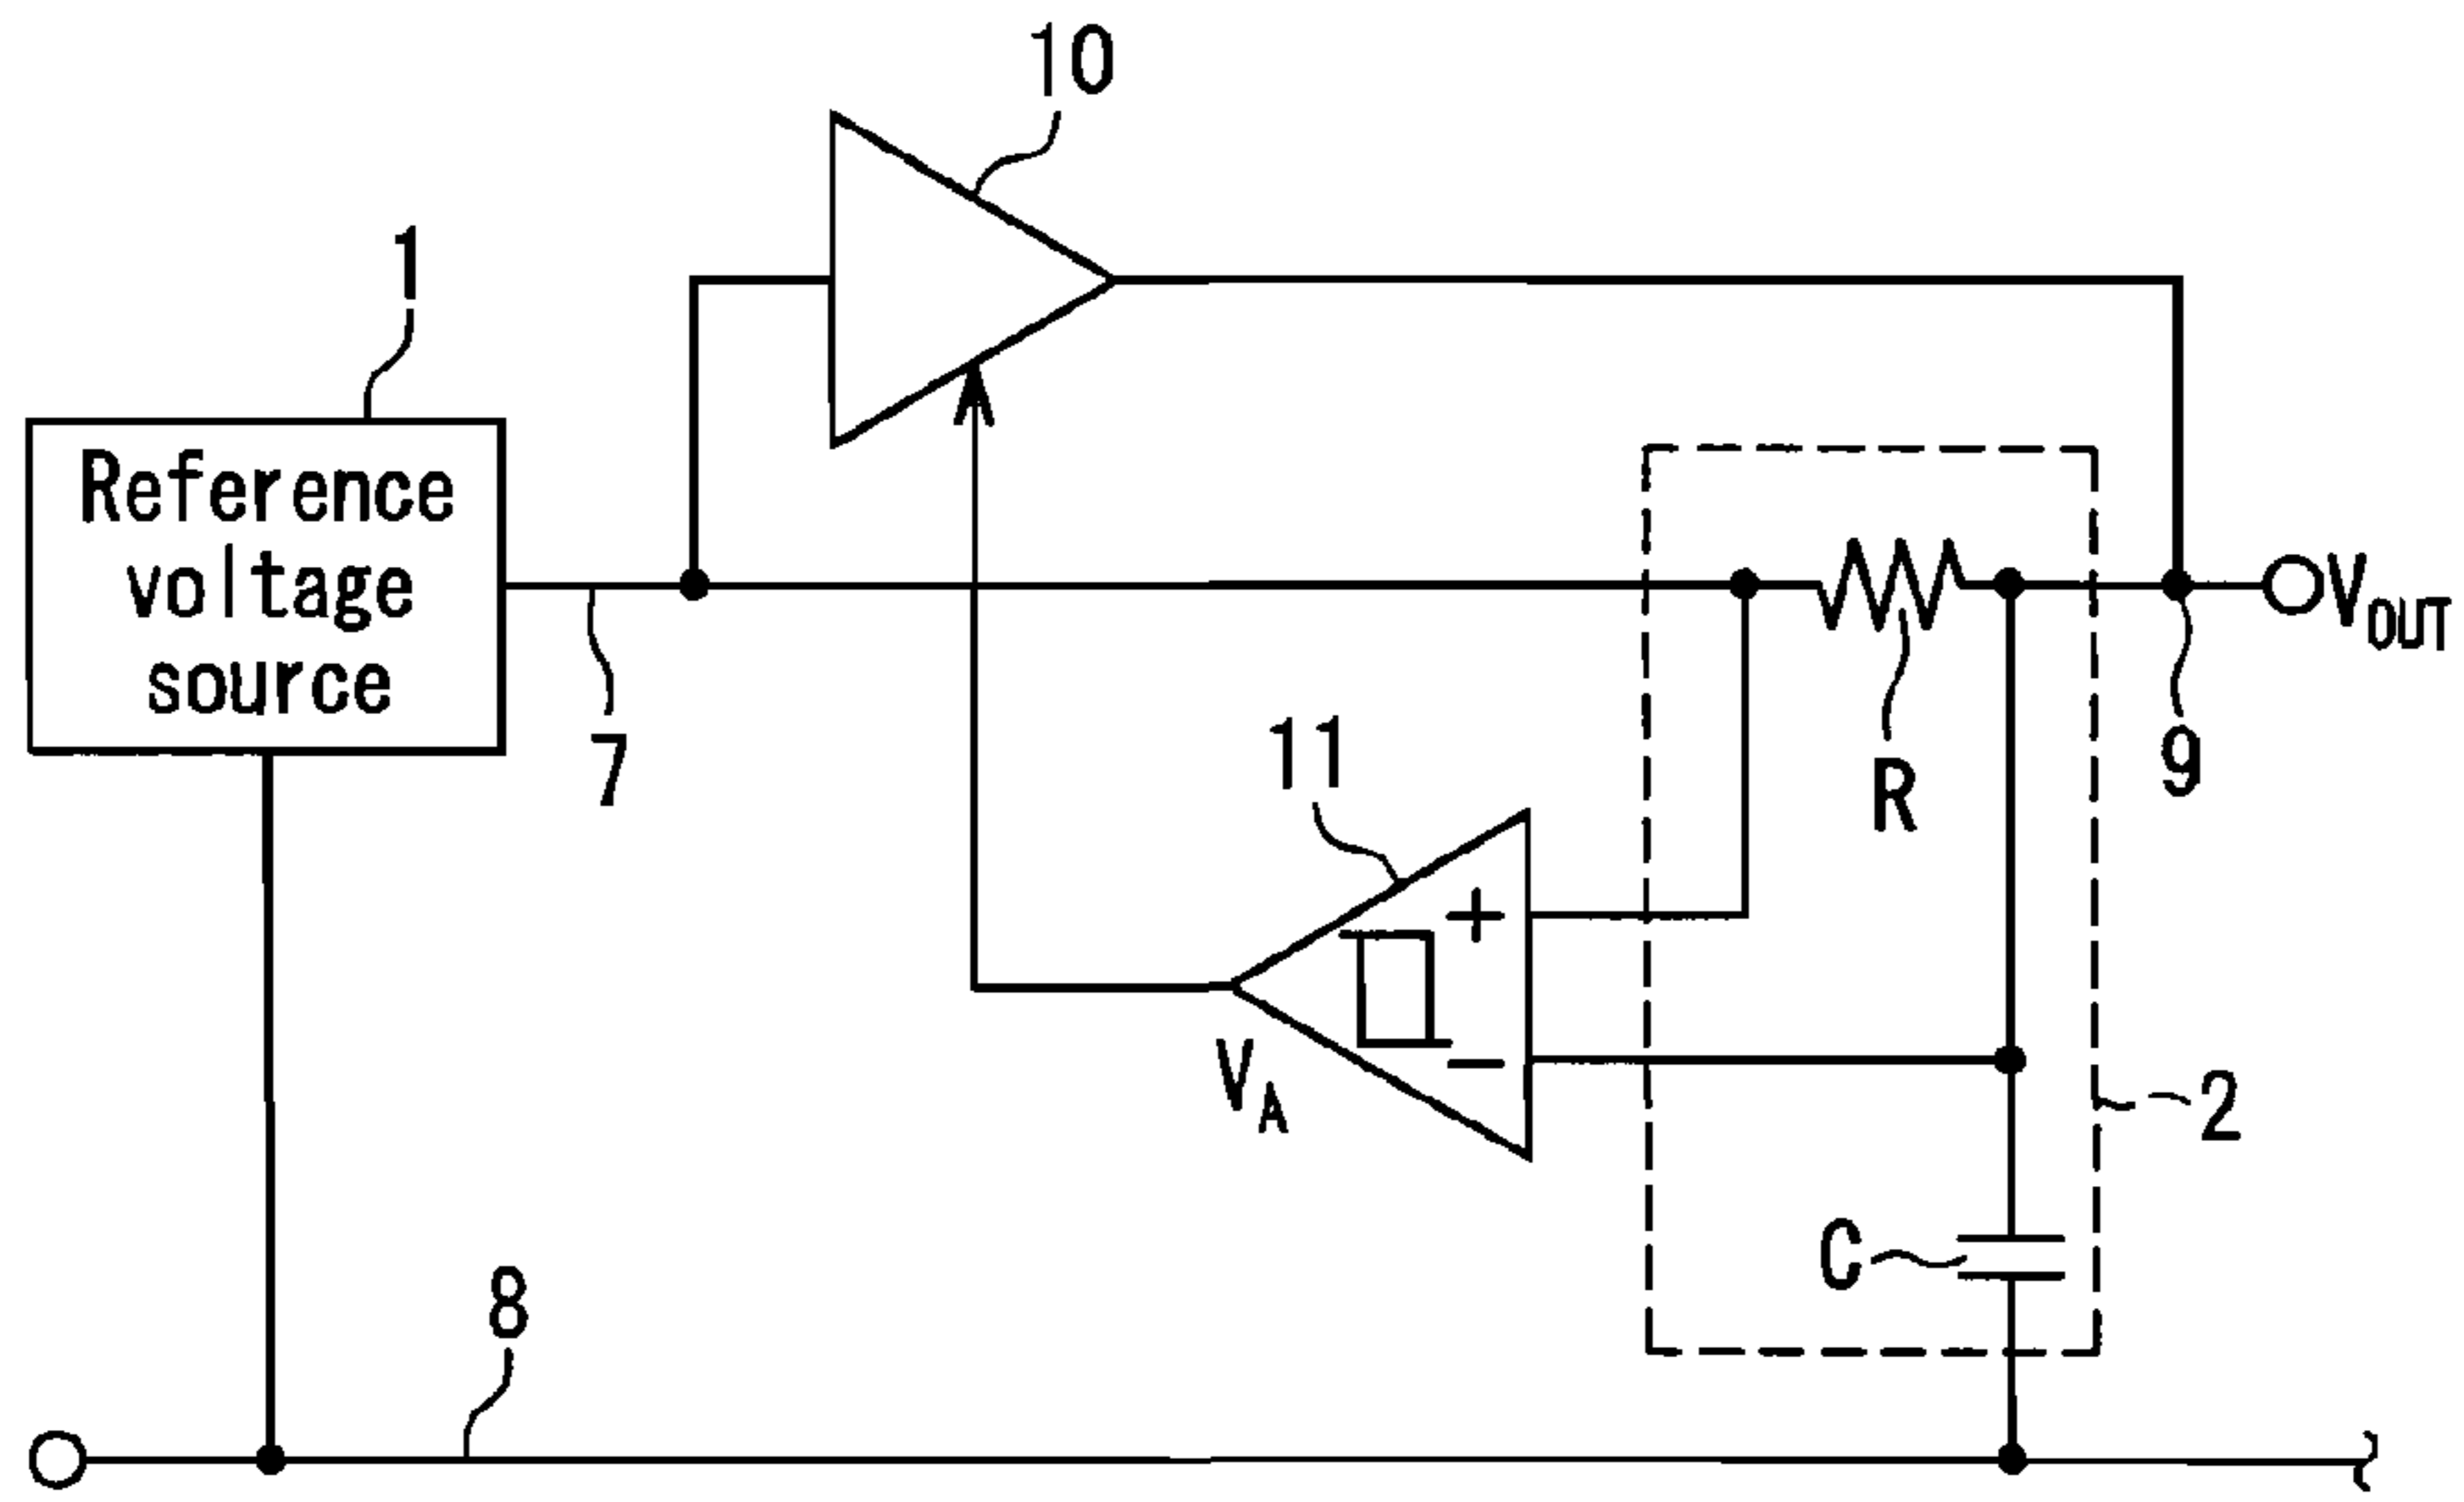 10
1
Reference
voltage
source
7
11
+
−
V_A
R
V_OUT
9
2
C
8